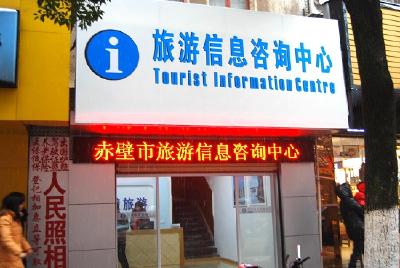 旅游信息咨询中心
Tourist Information Centre
赤壁市旅游信息咨询中心
人民照相
旅游